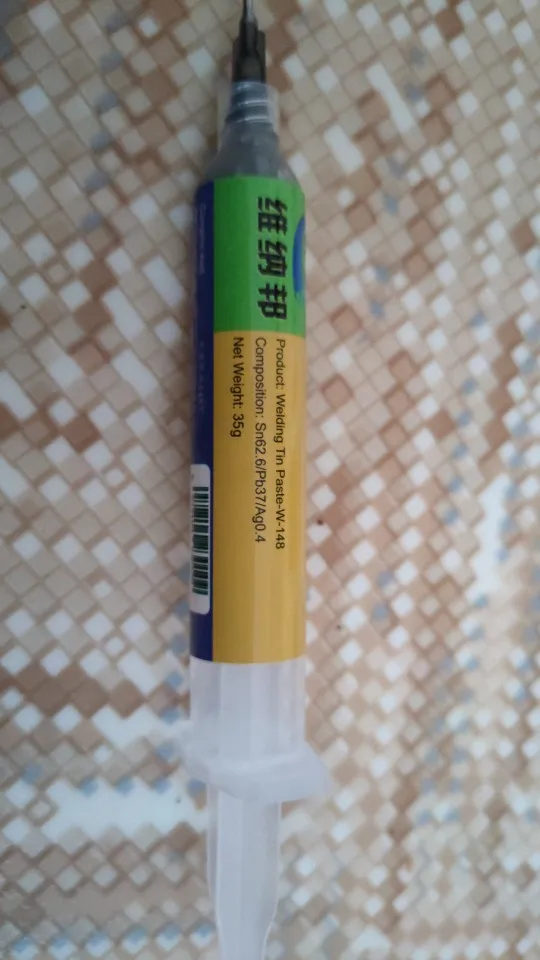 维纳邦
Product: Welding Tin Paste-W-148
Composition: Sn62.6/Pb37/Ag0.4
Net Weight: 35g